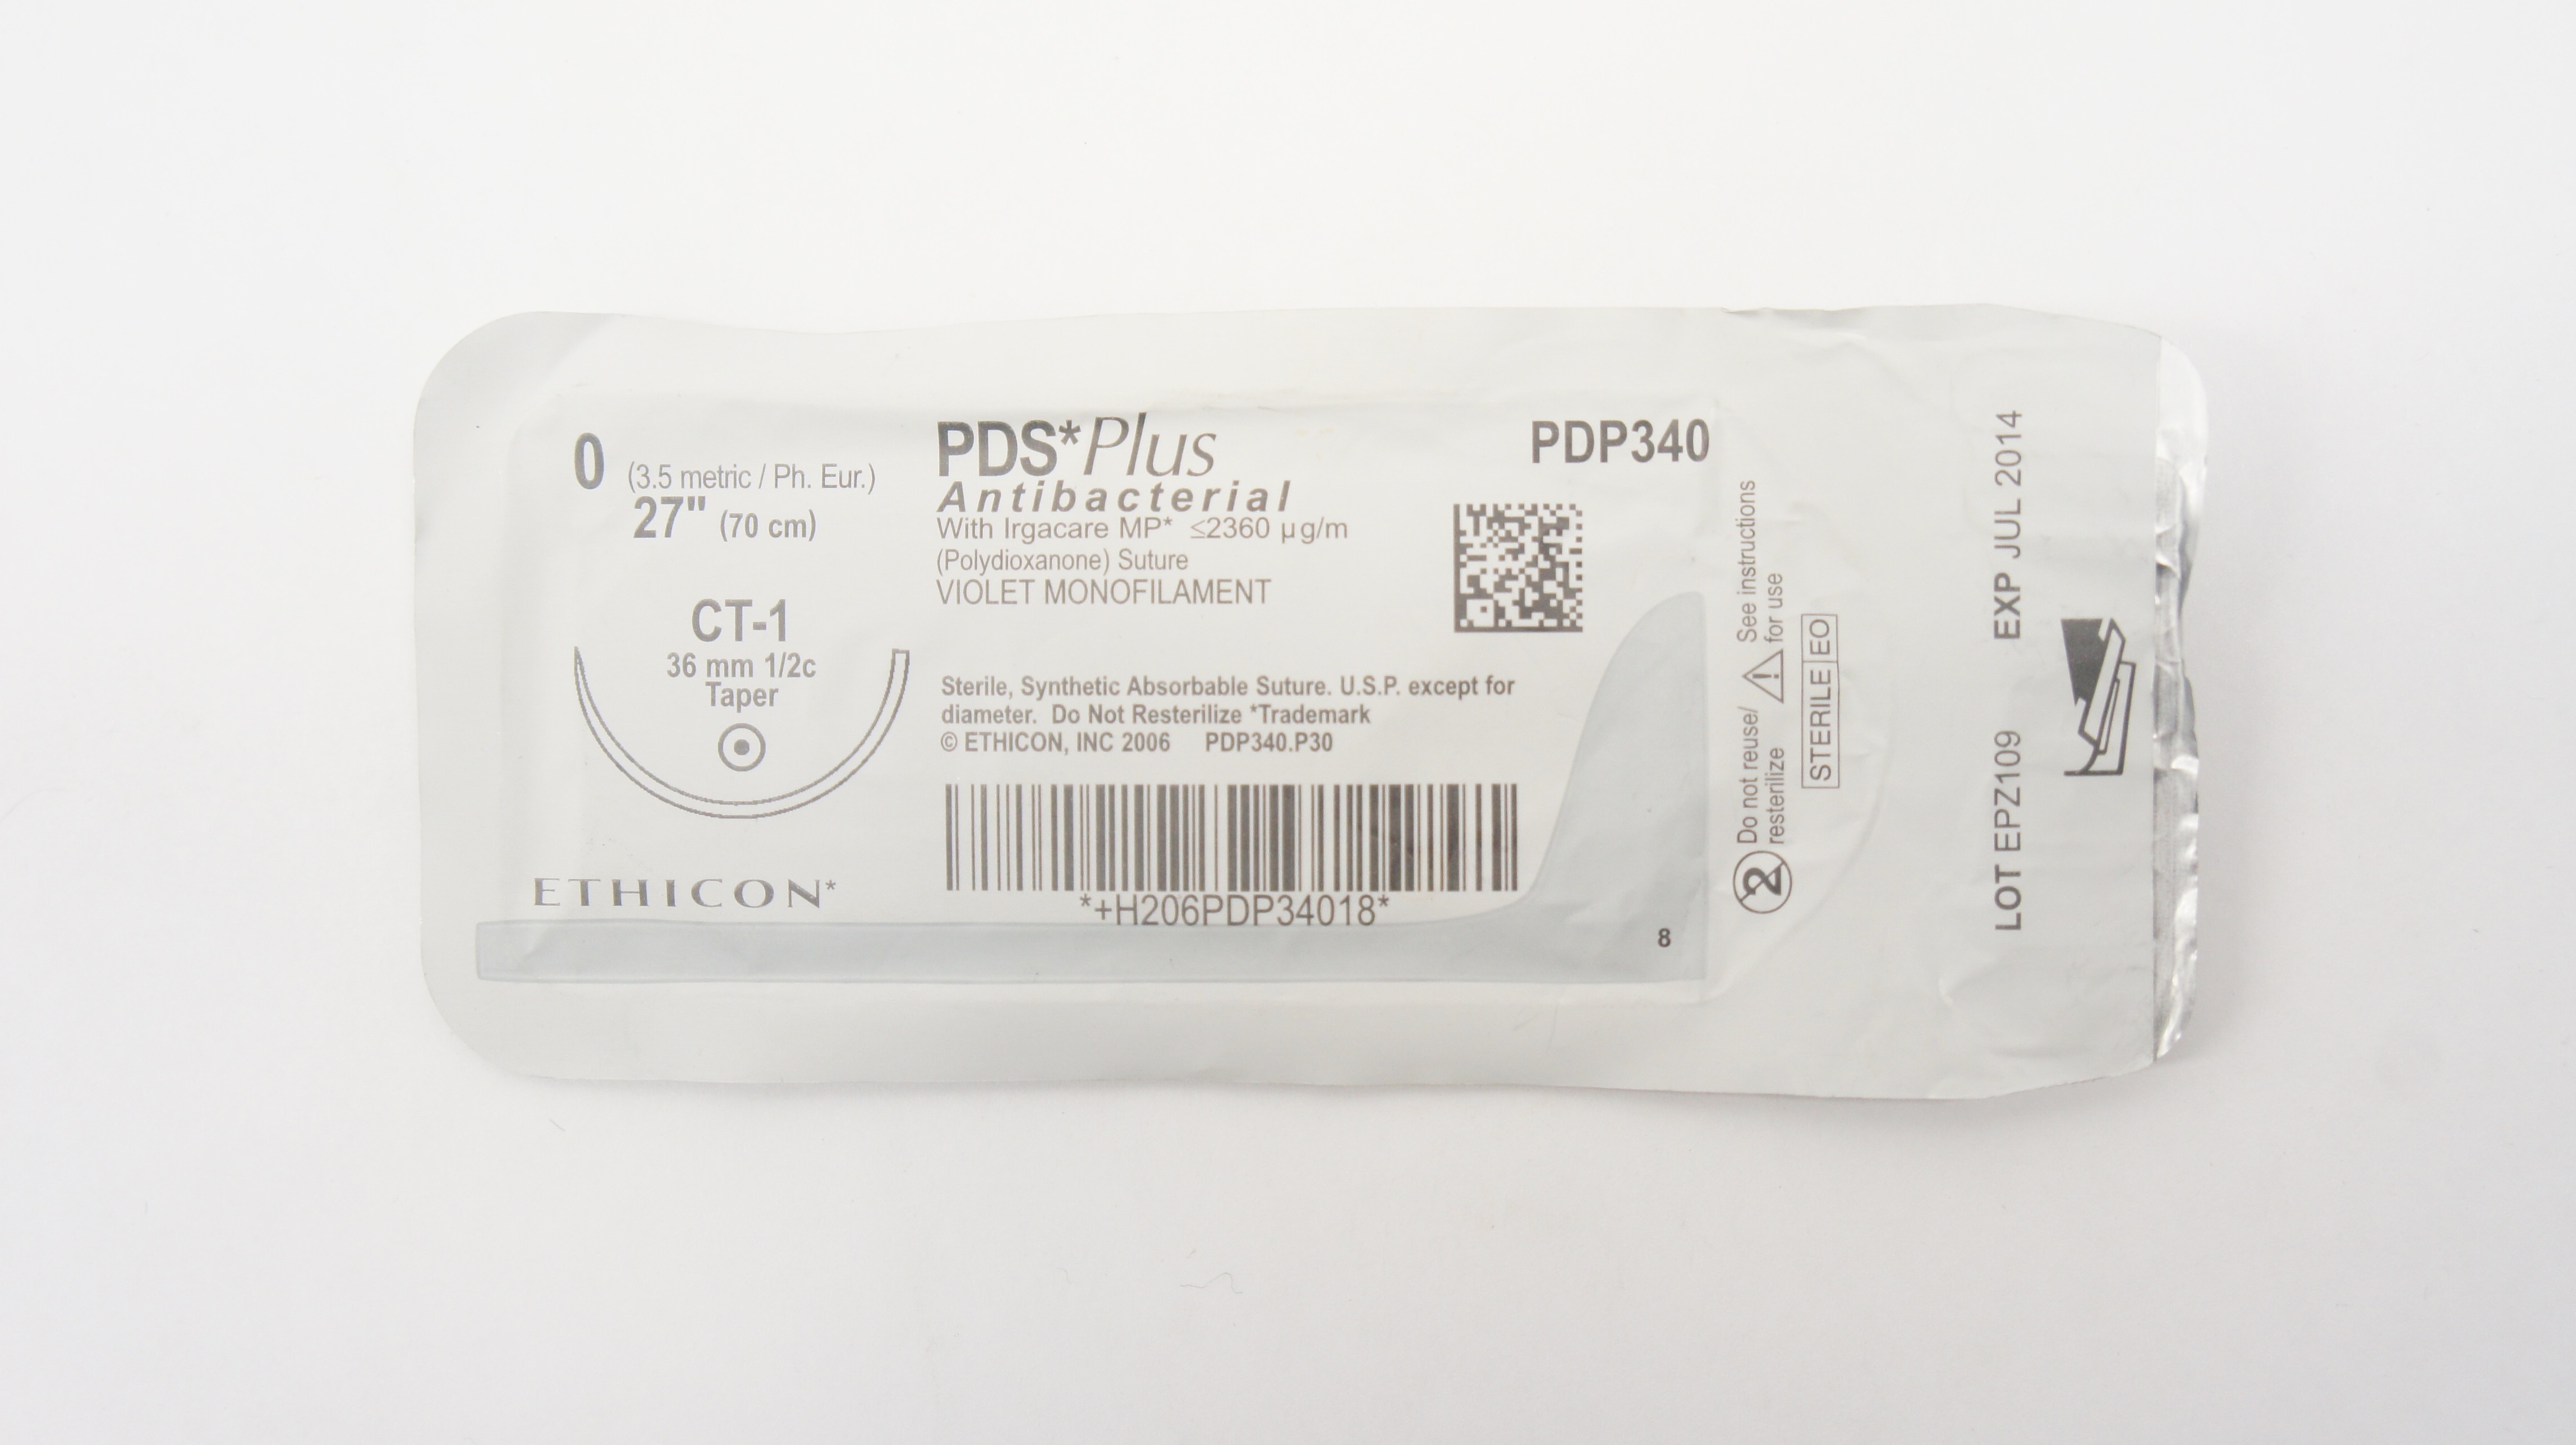 0 (3.5 metric / Ph. Eur.)
27" (70 cm)
CT-1
36 mm 1/2c
Taper
ETHICON*
PDS*Plus
Antibacterial
With Irgacare MP* ≤2360 µg/m
(Polydioxanone) Suture
VIOLET MONOFILAMENT
PDP340
Sterile, Synthetic Absorbable Suture. U.S.P. except for
diameter. Do Not Resterilize *Trademark
© ETHICON, INC 2006 PDP340.P30
*+H206PDP34018*
8
2 Do not reuse/
resterilize
See instructions
for use
STERILE EO
LOT EPZ109 EXP JUL 2014